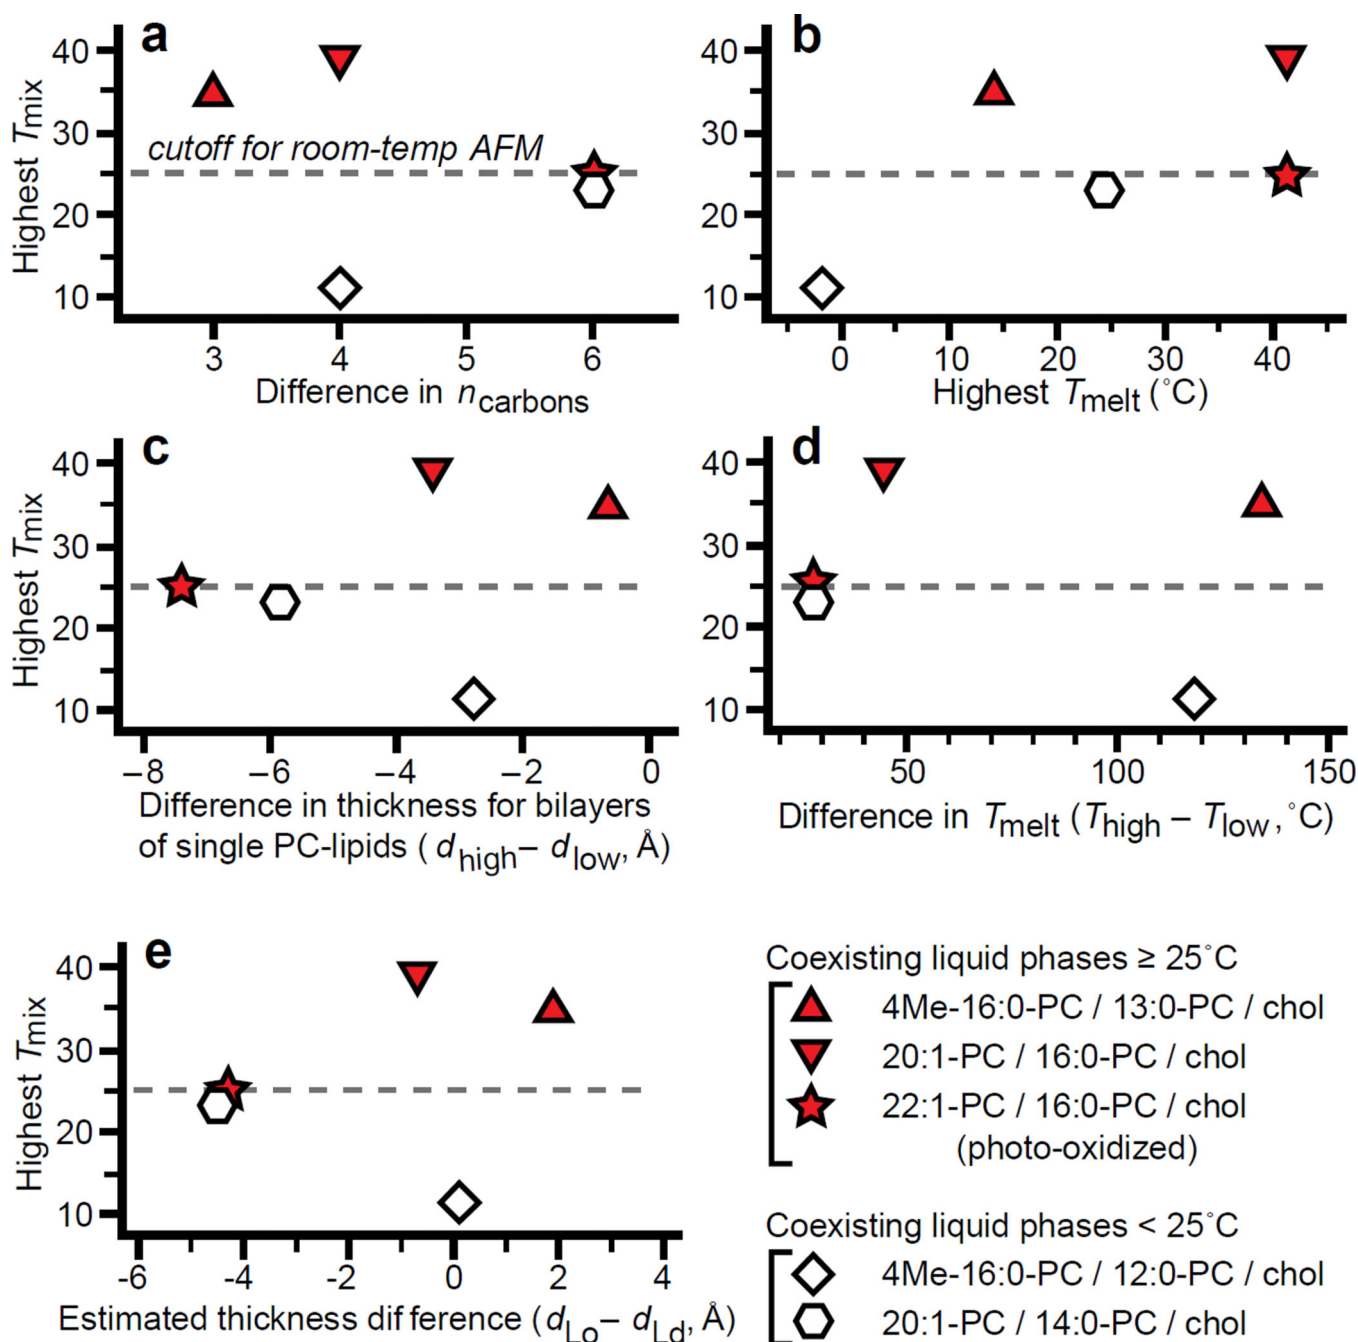 a
Highest Tmix
40
30
20
10
cutoff for room-temp AFM
3 4 5 6
Difference in ncarbons
b
Highest Tmix
40
30
20
10
0 10 20 30 40
Highest Tmelt (°C)
c
Highest Tmix
40
30
20
10
–8 –6 –4 –2 0
Difference in thickness for bilayers
of single PC-lipids ( dhigh– dlow, Å)
d
40
30
20
10
50 100 150
Difference in Tmelt (Thigh – Tlow, °C)
e
Highest Tmix
40
30
20
10
-6 -4 -2 0 2 4
Estimated thickness difference (dLo– dLd, Å)
Coexisting liquid phases ≥ 25°C
4Me-16:0-PC / 13:0-PC / chol
20:1-PC / 16:0-PC / chol
22:1-PC / 16:0-PC / chol
(photo-oxidized)
Coexisting liquid phases < 25°C
4Me-16:0-PC / 12:0-PC / chol
20:1-PC / 14:0-PC / chol